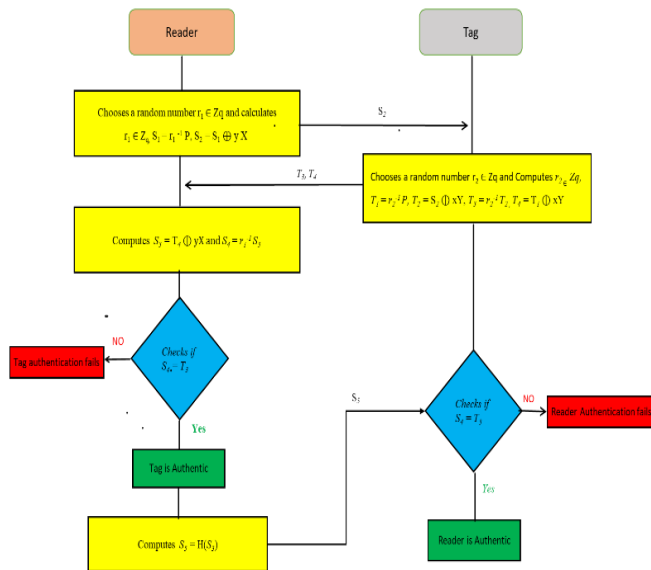 Reader
Tag
Chooses a random number r₁ ∈ Zq and calculates
r₁ ∈ Zq, S₁ = r₁⁻¹ P, S₂ = S₁ ⊕ y X
S₂
Chooses a random number r₂ ∈ Zq and Computes r₂ ∈ Zq,
T₁ = r₂⁻¹ P, T₂ = S₂ ⊕ xY, T₃ = r₂⁻¹ T₂, T₄ = T₁ ⊕ xY
T₃, T₄
Computes S₃ = T₄ ⊕ yX and S₄ = r₁⁻¹ S₃
Checks if
S₄ = T₃
NO
Tag authentication fails
Yes
Tag is Authentic
Computes S₅ = H(S₃)
S₅
Checks if
S₄ = T₃
NO
Reader Authentication fails
Yes
Reader is Authentic